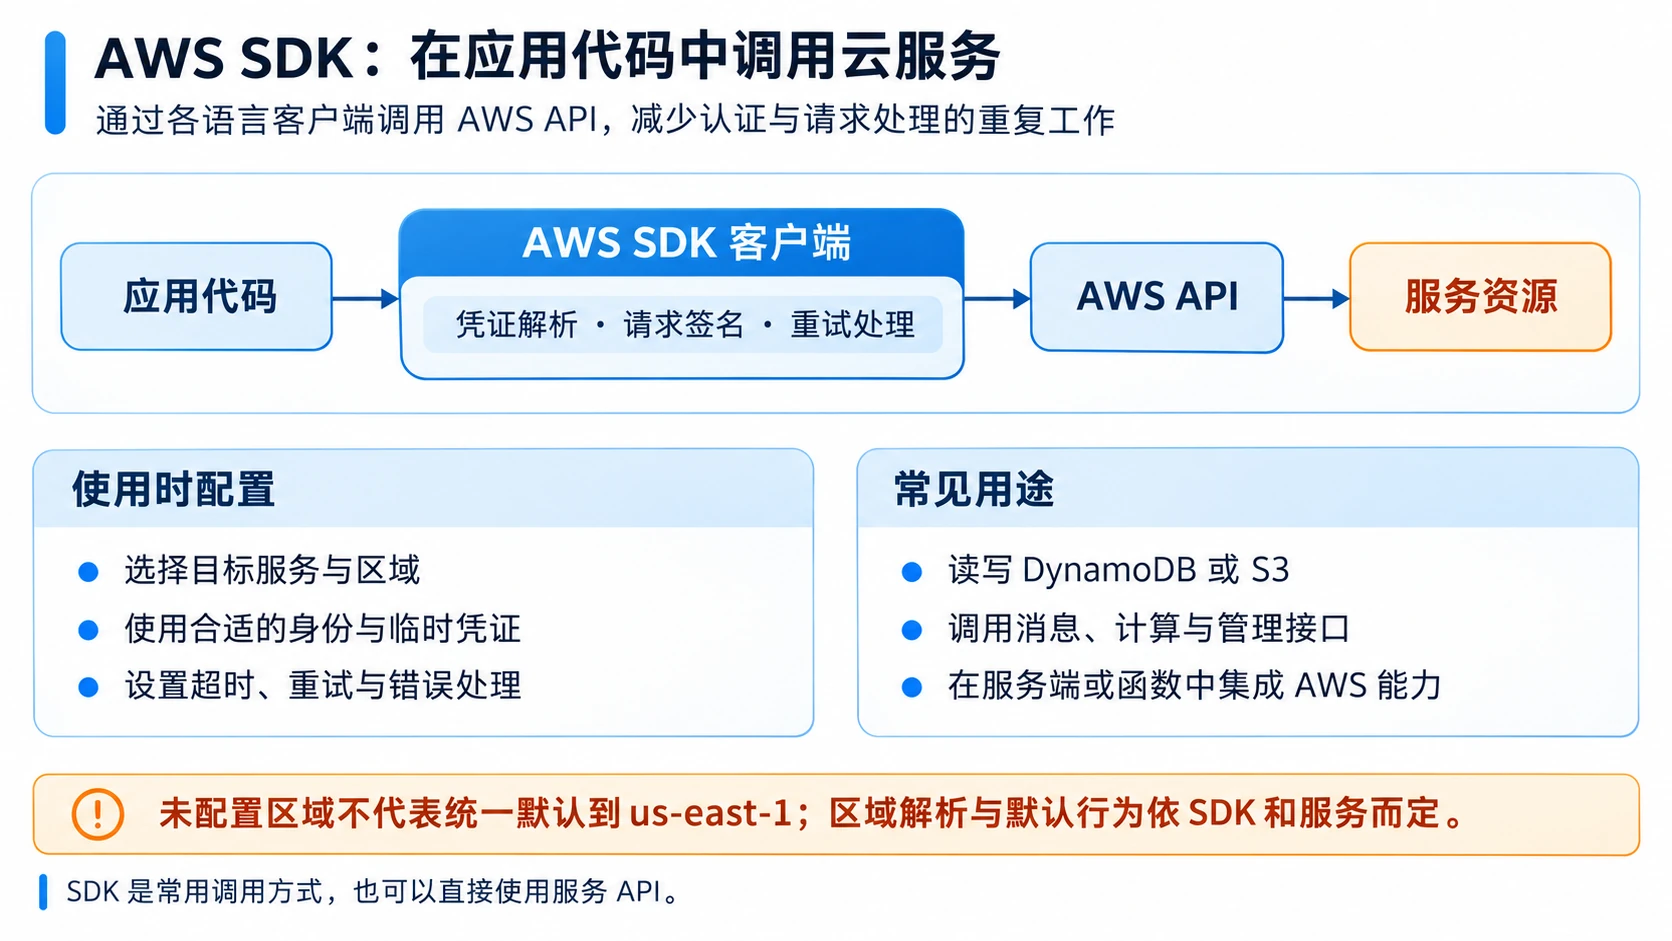 AWS SDK：在应用代码中调用云服务
通过各语言客户端调用 AWS API，减少认证与请求处理的重复工作
应用代码
AWS SDK 客户端
凭证解析 · 请求签名 · 重试处理
AWS API
服务资源
使用时配置
选择目标服务与区域
使用合适的身份与临时凭证
设置超时、重试与错误处理
常见用途
读写 DynamoDB 或 S3
调用消息、计算与管理接口
在服务端或函数中集成 AWS 能力
未配置区域不代表统一默认到 us-east-1；区域解析与默认行为依 SDK 和服务而定。
SDK 是常用调用方式，也可以直接使用服务 API。